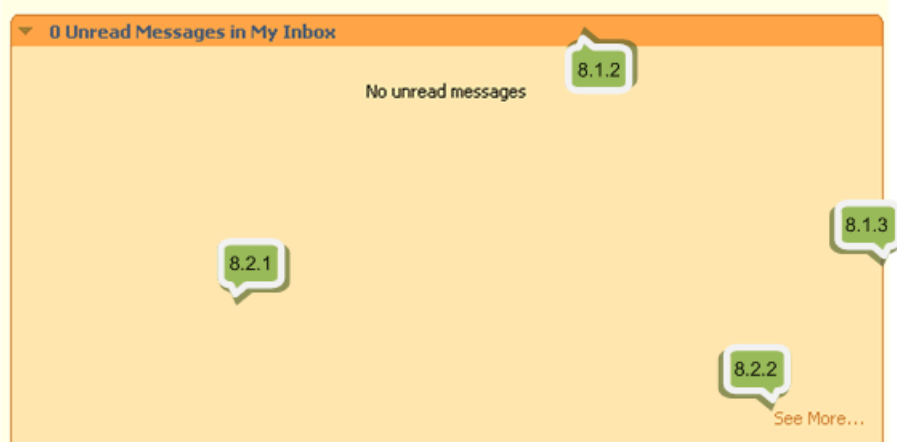 0 Unread Messages in My Inbox
8.1.2
No unread messages
8.1.3
8.2.1
8.2.2
See More...